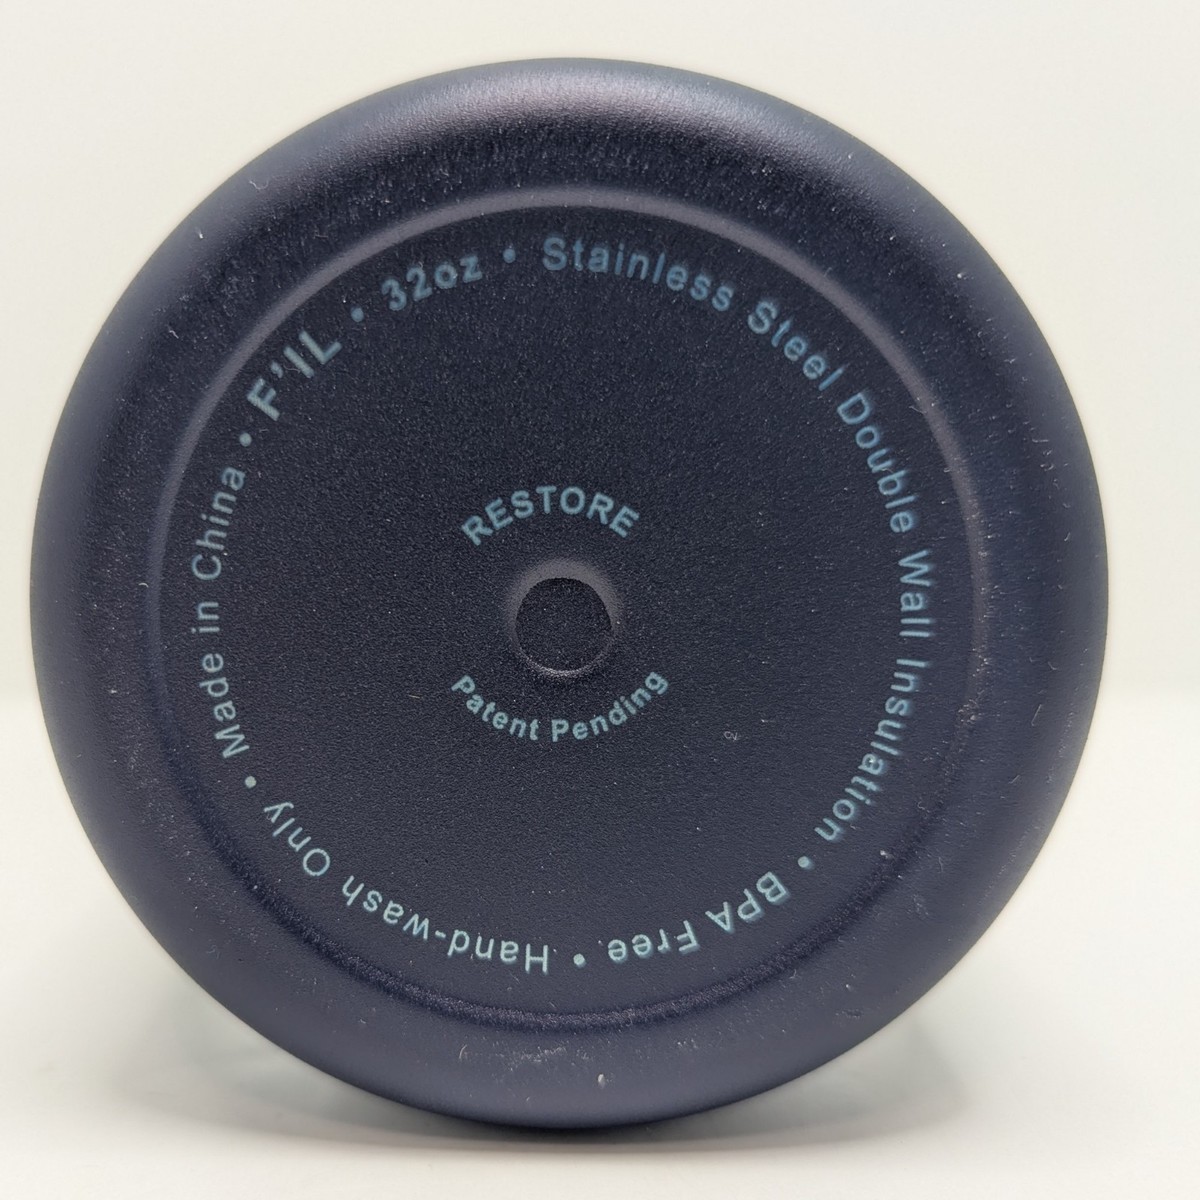 F'IL • 32oz • Stainless Steel Double Wall Insulation • BPA Free • Hand-wash Only • Made in China •
RESTORE
Patent Pending